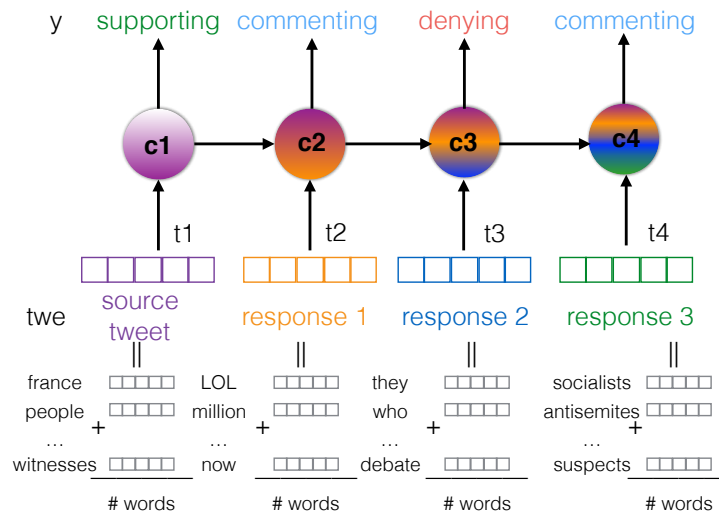 y supporting commenting denying commenting
c1 c2 c3 c4
t1 t2 t3 t4
twe source tweet response 1 response 2 response 3
|| || || ||
france LOL they socialists
people million who antisemites
+ + + +
... ... ... ...
witnesses now debate suspects
# words # words # words # words